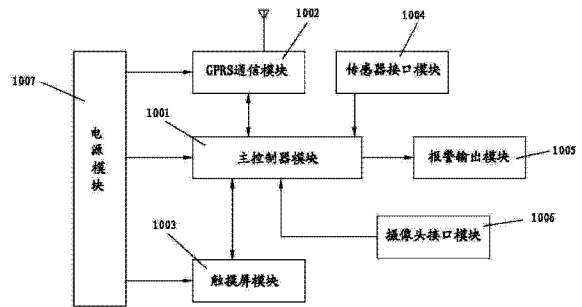 1002
1004
GPRS通信模块
传感器接口模块
1007
1001
电源模块
主控制器模块
报警输出模块
1005
1003
摄像头接口模块
1006
触摸屏模块